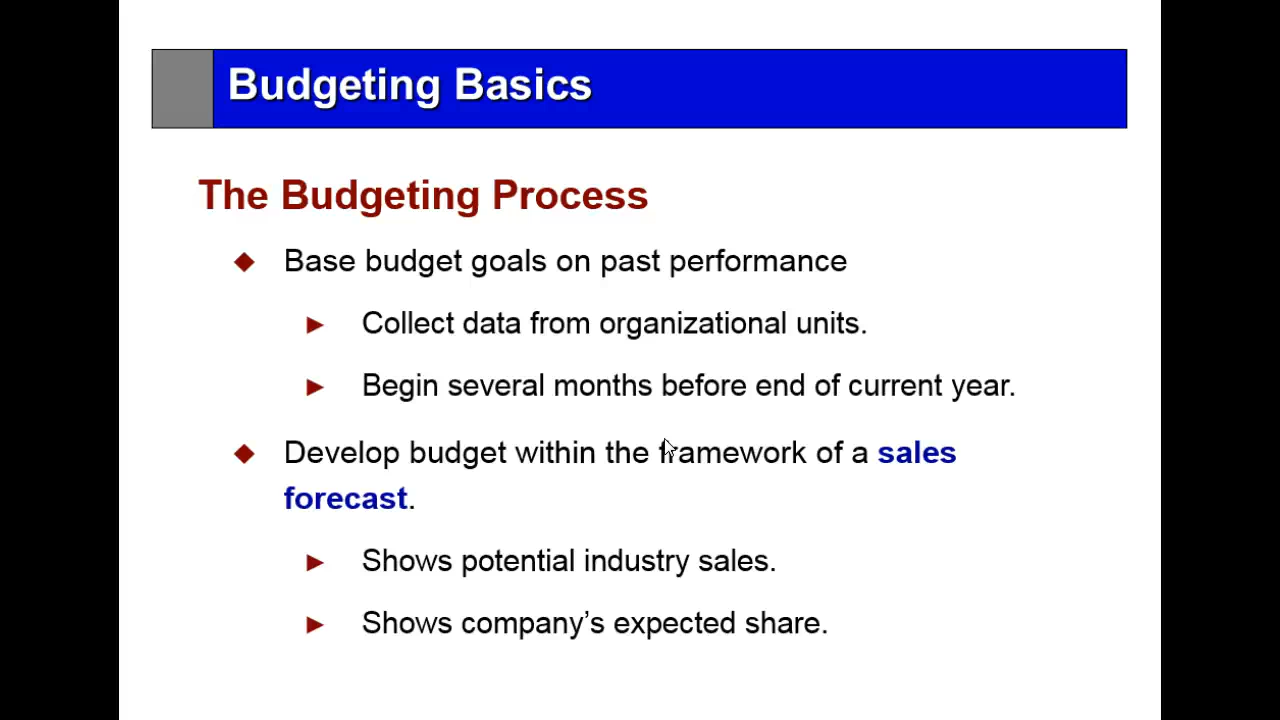 Budgeting Basics
The Budgeting Process
Base budget goals on past performance
Collect data from organizational units.
Begin several months before end of current year.
Develop budget within the framework of a sales
forecast.
Shows potential industry sales.
Shows company’s expected share.